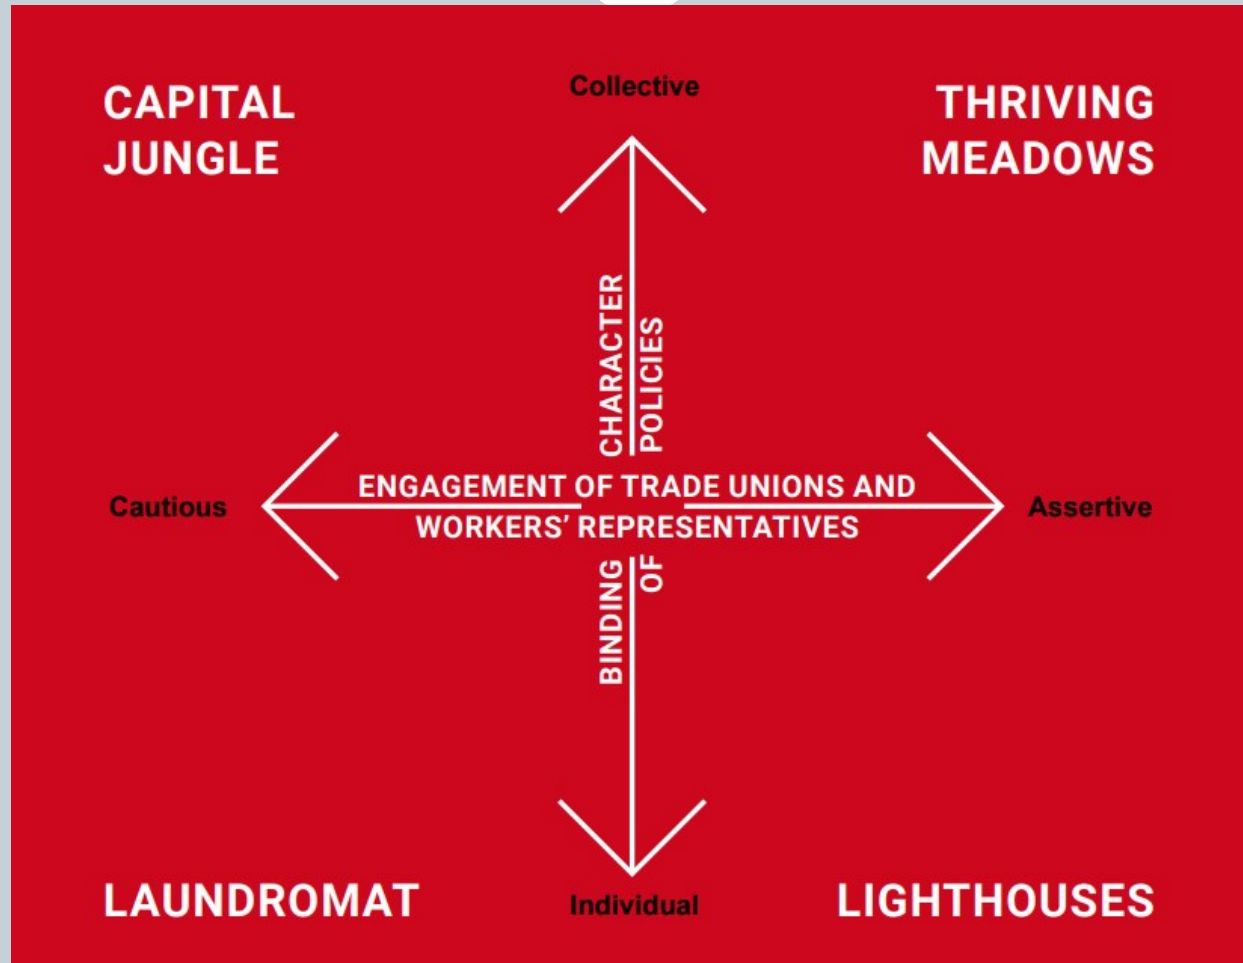 Collective
CAPITAL
JUNGLE
THRIVING
MEADOWS
CHARACTER
POLICIES
Cautious
ENGAGEMENT OF TRADE UNIONS AND
WORKERS’ REPRESENTATIVES
Assertive
BINDING
OF
LAUNDROMAT
Individual
LIGHTHOUSES